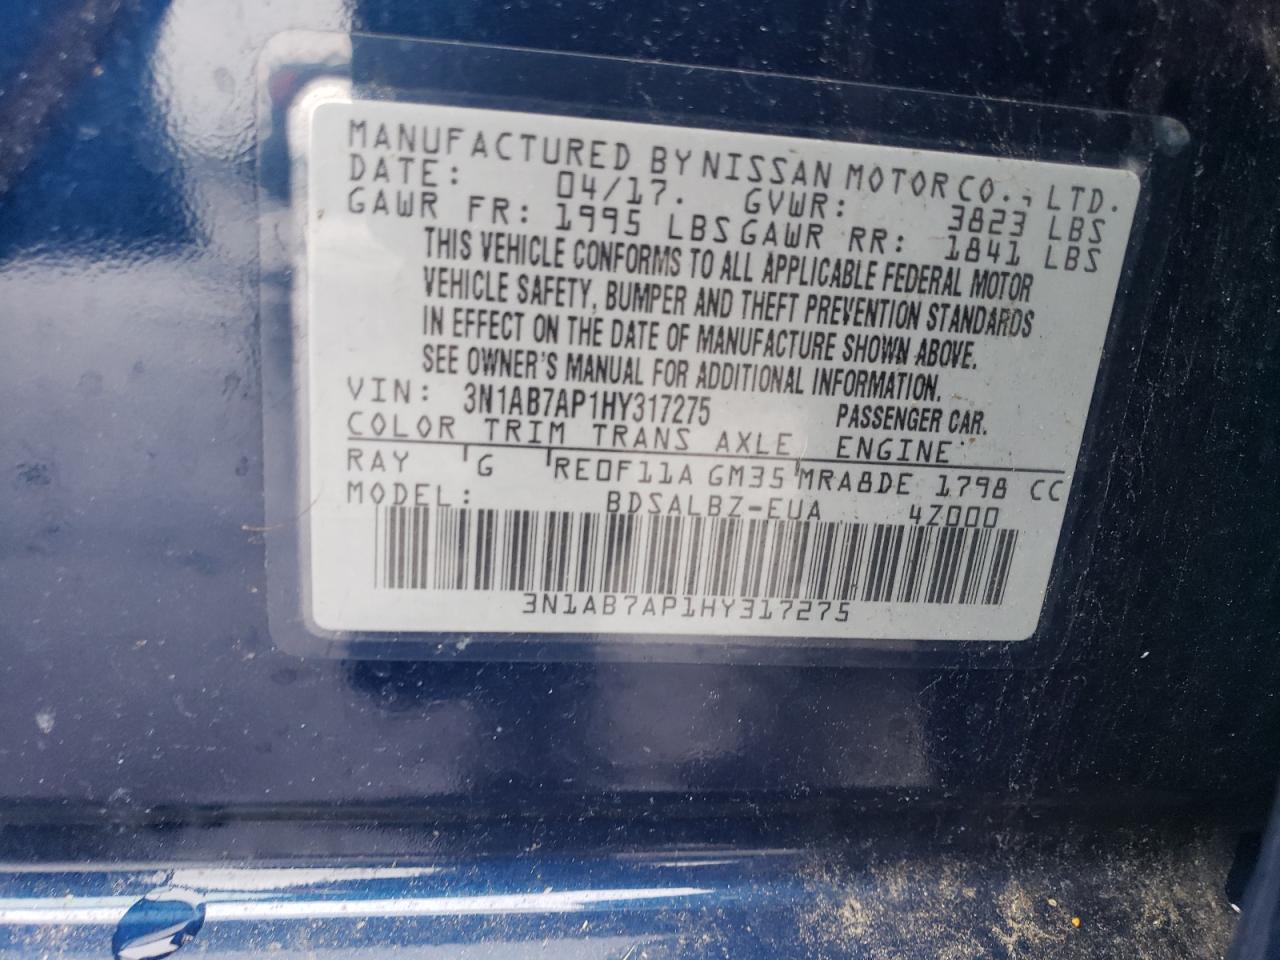 MANUFACTURED BY NISSAN MOTOR CO., LTD.
DATE: 04/17. GVWR: 3823 LBS
GAWR FR: 1995 LBS GAWR RR: 1841 LBS
THIS VEHICLE CONFORMS TO ALL APPLICABLE FEDERAL MOTOR
VEHICLE SAFETY, BUMPER AND THEFT PREVENTION STANDARDS
IN EFFECT ON THE DATE OF MANUFACTURE SHOWN ABOVE.
SEE OWNER'S MANUAL FOR ADDITIONAL INFORMATION.
VIN: 3N1AB7AP1HY317275 PASSENGER CAR.
COLOR TRIM TRANS AXLE ENGINE
RAY G RE0F11A GM35 MRA8DE 1798 CC
MODEL: BDSALBZ-EUA 4Z000
3N1AB7AP1HY317275